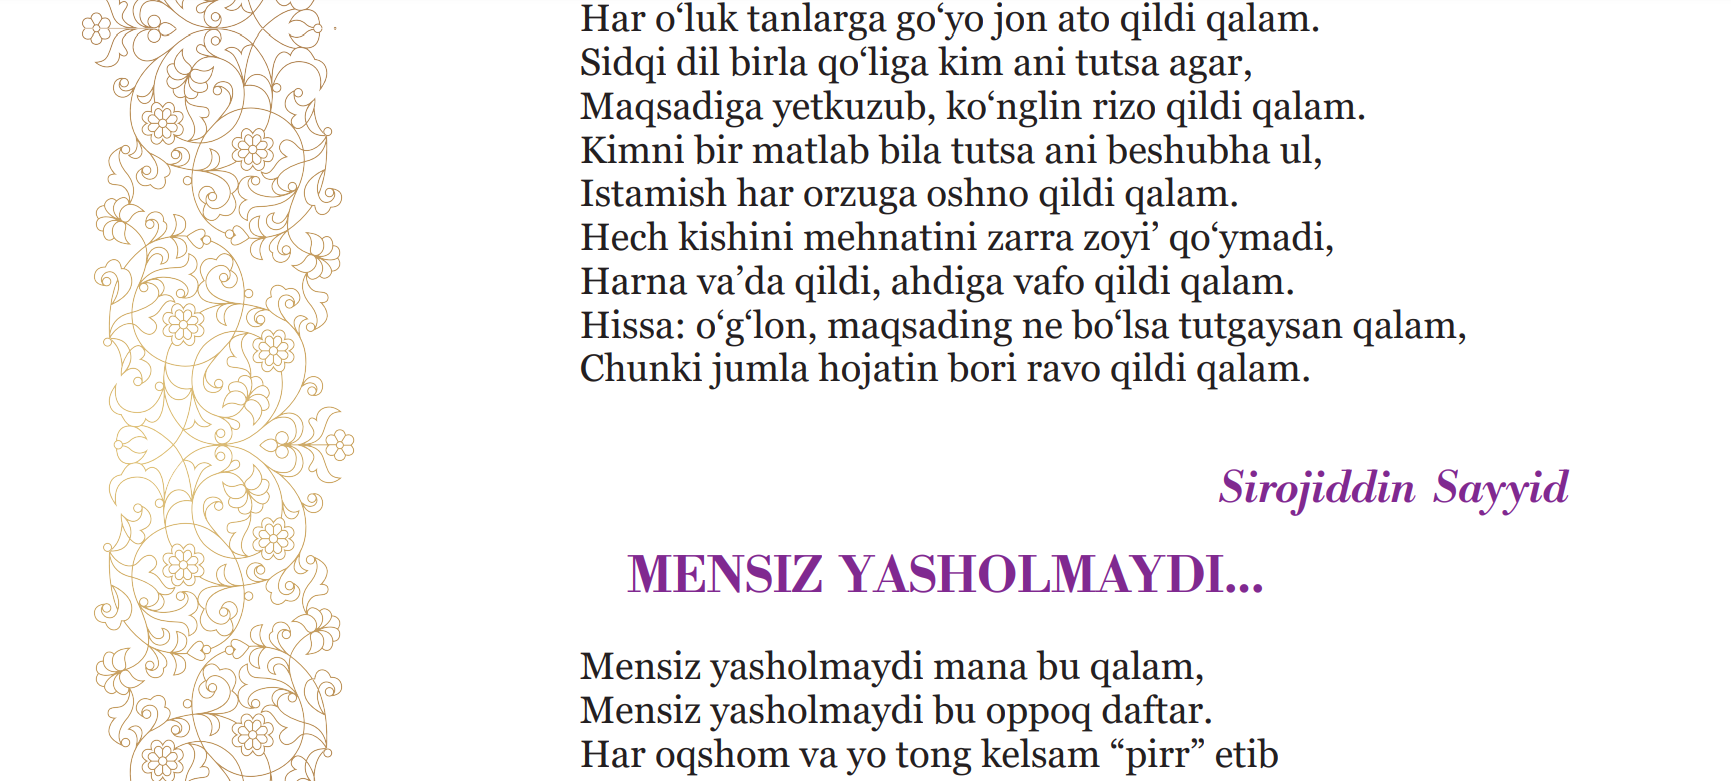 Har o‘luk tanlarga go‘yo jon ato qildi qalam.
Sidqi dil birla qo‘liga kim ani tutsa agar,
Maqsadiga yetkuzub, ko‘nglin rizo qildi qalam.
Kimni bir matlab bila tutsa ani beshubha ul,
Istamish har orzuga oshno qildi qalam.
Hech kishini mehnatini zarra zoyi’ qo‘ymadi,
Harna va’da qildi, ahdiga vafo qildi qalam.
Hissa: o‘g‘lon, maqsading ne bo‘lsa tutgaysan qalam,
Chunki jumla hojatin bori ravo qildi qalam.
Sirojiddin Sayyid
MENSIZ YASHOLMAYDI...
Mensiz yasholmaydi mana bu qalam,
Mensiz yasholmaydi bu oppoq daftar.
Har oqshom va yo tong kelsam “pirr” etib